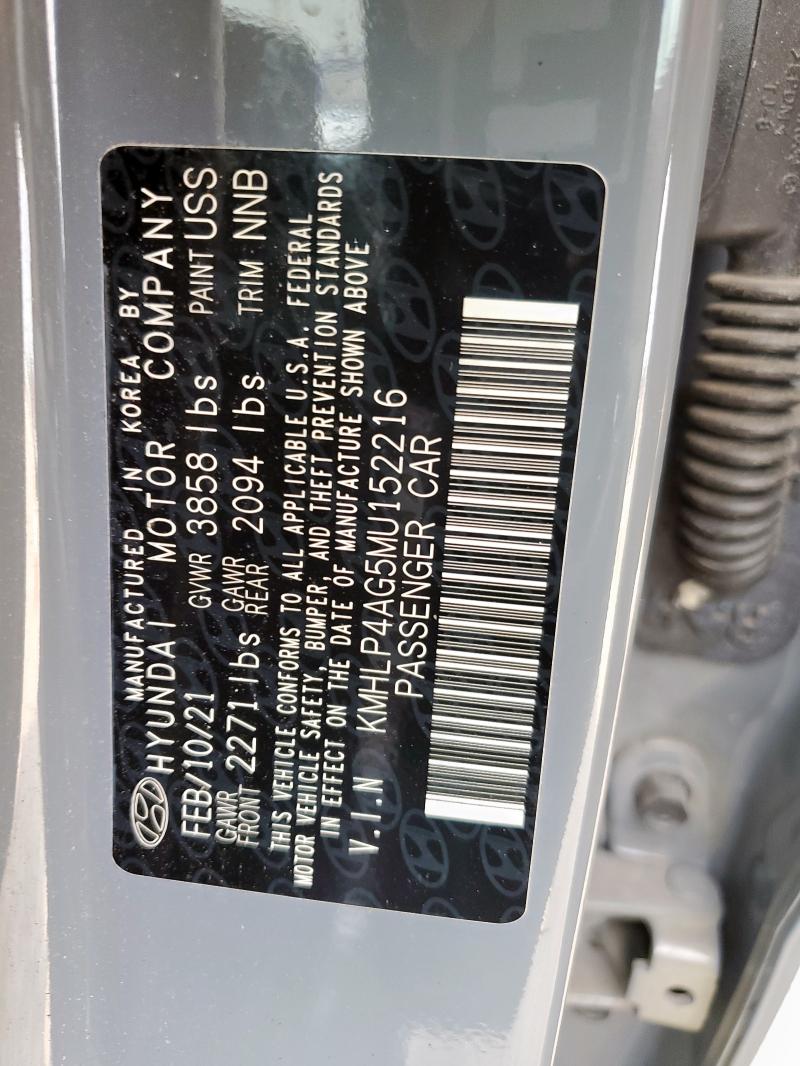 MANUFACTURED IN KOREA BY
HYUNDAI MOTOR COMPANY
FEB/10/21 GVWR 3858 lbs PAINT USS
GAWR FRONT 2271 lbs GAWR REAR 2094 lbs TRIM NNB
THIS VEHICLE CONFORMS TO ALL APPLICABLE U.S.A. FEDERAL
MOTOR VEHICLE SAFETY, BUMPER, AND THEFT PREVENTION STANDARDS
IN EFFECT ON THE DATE OF MANUFACTURE SHOWN ABOVE
V.I.N KMHLP4AG5MU152216
PASSENGER CAR